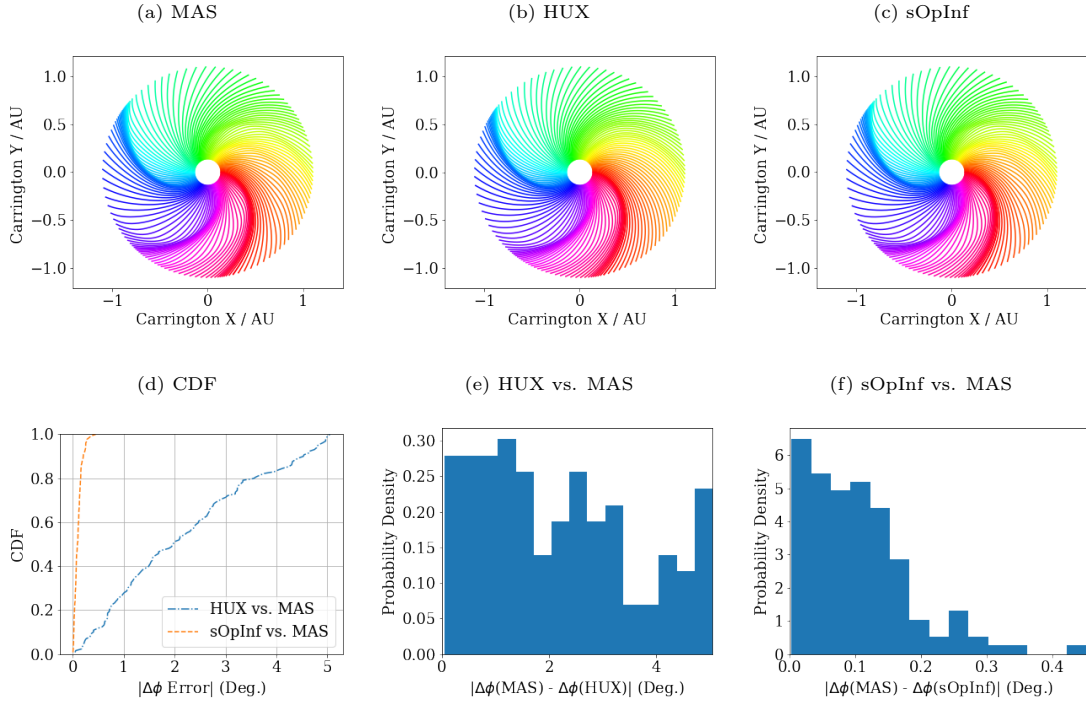 (a) MAS
(b) HUX
(c) sOpInf
Carrington Y / AU
1.0
0.5
0.0
−0.5
−1.0
−1
0
1
Carrington X / AU
Carrington Y / AU
1.0
0.5
0.0
−0.5
−1.0
−1
0
1
Carrington X / AU
Carrington Y / AU
1.0
0.5
0.0
−0.5
−1.0
−1
0
1
Carrington X / AU
(d) CDF
(e) HUX vs. MAS
(f) sOpInf vs. MAS
CDF
1.0
0.8
0.6
0.4
0.2
0.0
HUX vs. MAS
sOpInf vs. MAS
0
1
2
3
4
5
|Δϕ Error| (Deg.)
Probability Density
0.30
0.25
0.20
0.15
0.10
0.05
0.00
0
2
4
|Δϕ(MAS) - Δϕ(HUX)| (Deg.)
Probability Density
6
5
4
3
2
1
0
0.0
0.1
0.2
0.3
0.4
|Δϕ(MAS) - Δϕ(sOpInf)| (Deg.)